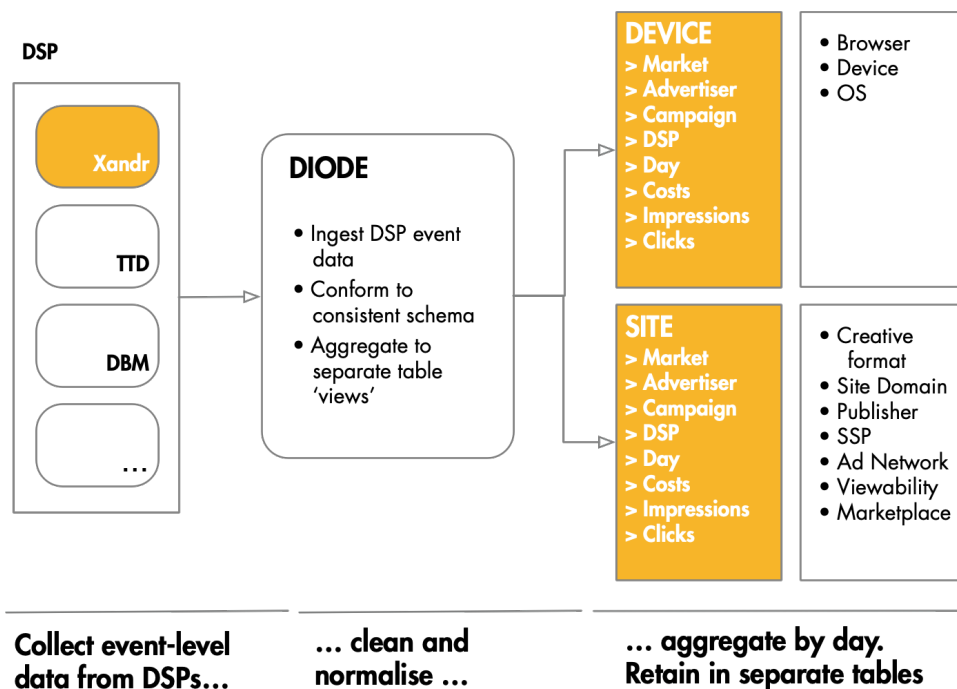 DSP
Xandr
TTD
DBM
...
DIODE
• Ingest DSP event
data
• Conform to
consistent schema
• Aggregate to
separate table
‘views’
DEVICE
> Market
> Advertiser
> Campaign
> DSP
> Day
> Costs
> Impressions
> Clicks
• Browser
• Device
• OS
SITE
> Market
> Advertiser
> Campaign
> DSP
> Day
> Costs
> Impressions
> Clicks
• Creative
format
• Site Domain
• Publisher
• SSP
• Ad Network
• Viewability
• Marketplace
Collect event-level
data from DSPs...
... clean and
normalise ...
... aggregate by day.
Retain in separate tables